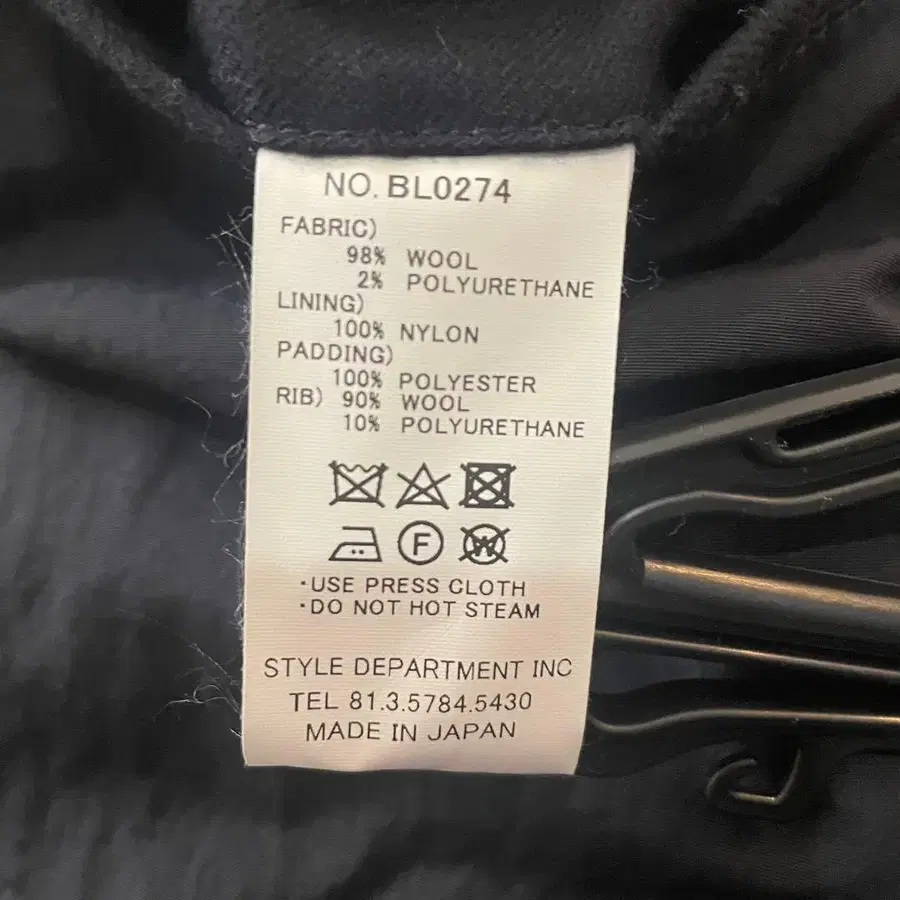 NO. BL0274
FABRIC)
98% WOOL
2% POLYURETHANE
LINING)
100% NYLON
PADDING)
100% POLYESTER
RIB) 90% WOOL
10% POLYURETHANE
F W
·USE PRESS CLOTH
·DO NOT HOT STEAM
STYLE DEPARTMENT INC
TEL 81.3.5784.5430
MADE IN JAPAN